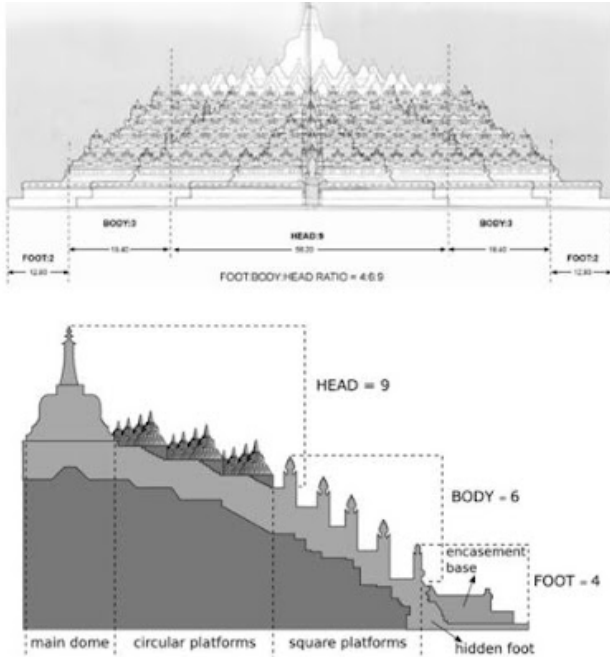 BODY:3
HEAD:9
BODY:3
FOOT:2
19.40
56.20
19.40
FOOT:2
12.93
12.93
FOOT:BODY:HEAD RATIO = 4:6:9
HEAD = 9
BODY = 6
encasement
base
FOOT = 4
main dome
circular platforms
square platforms
hidden foot